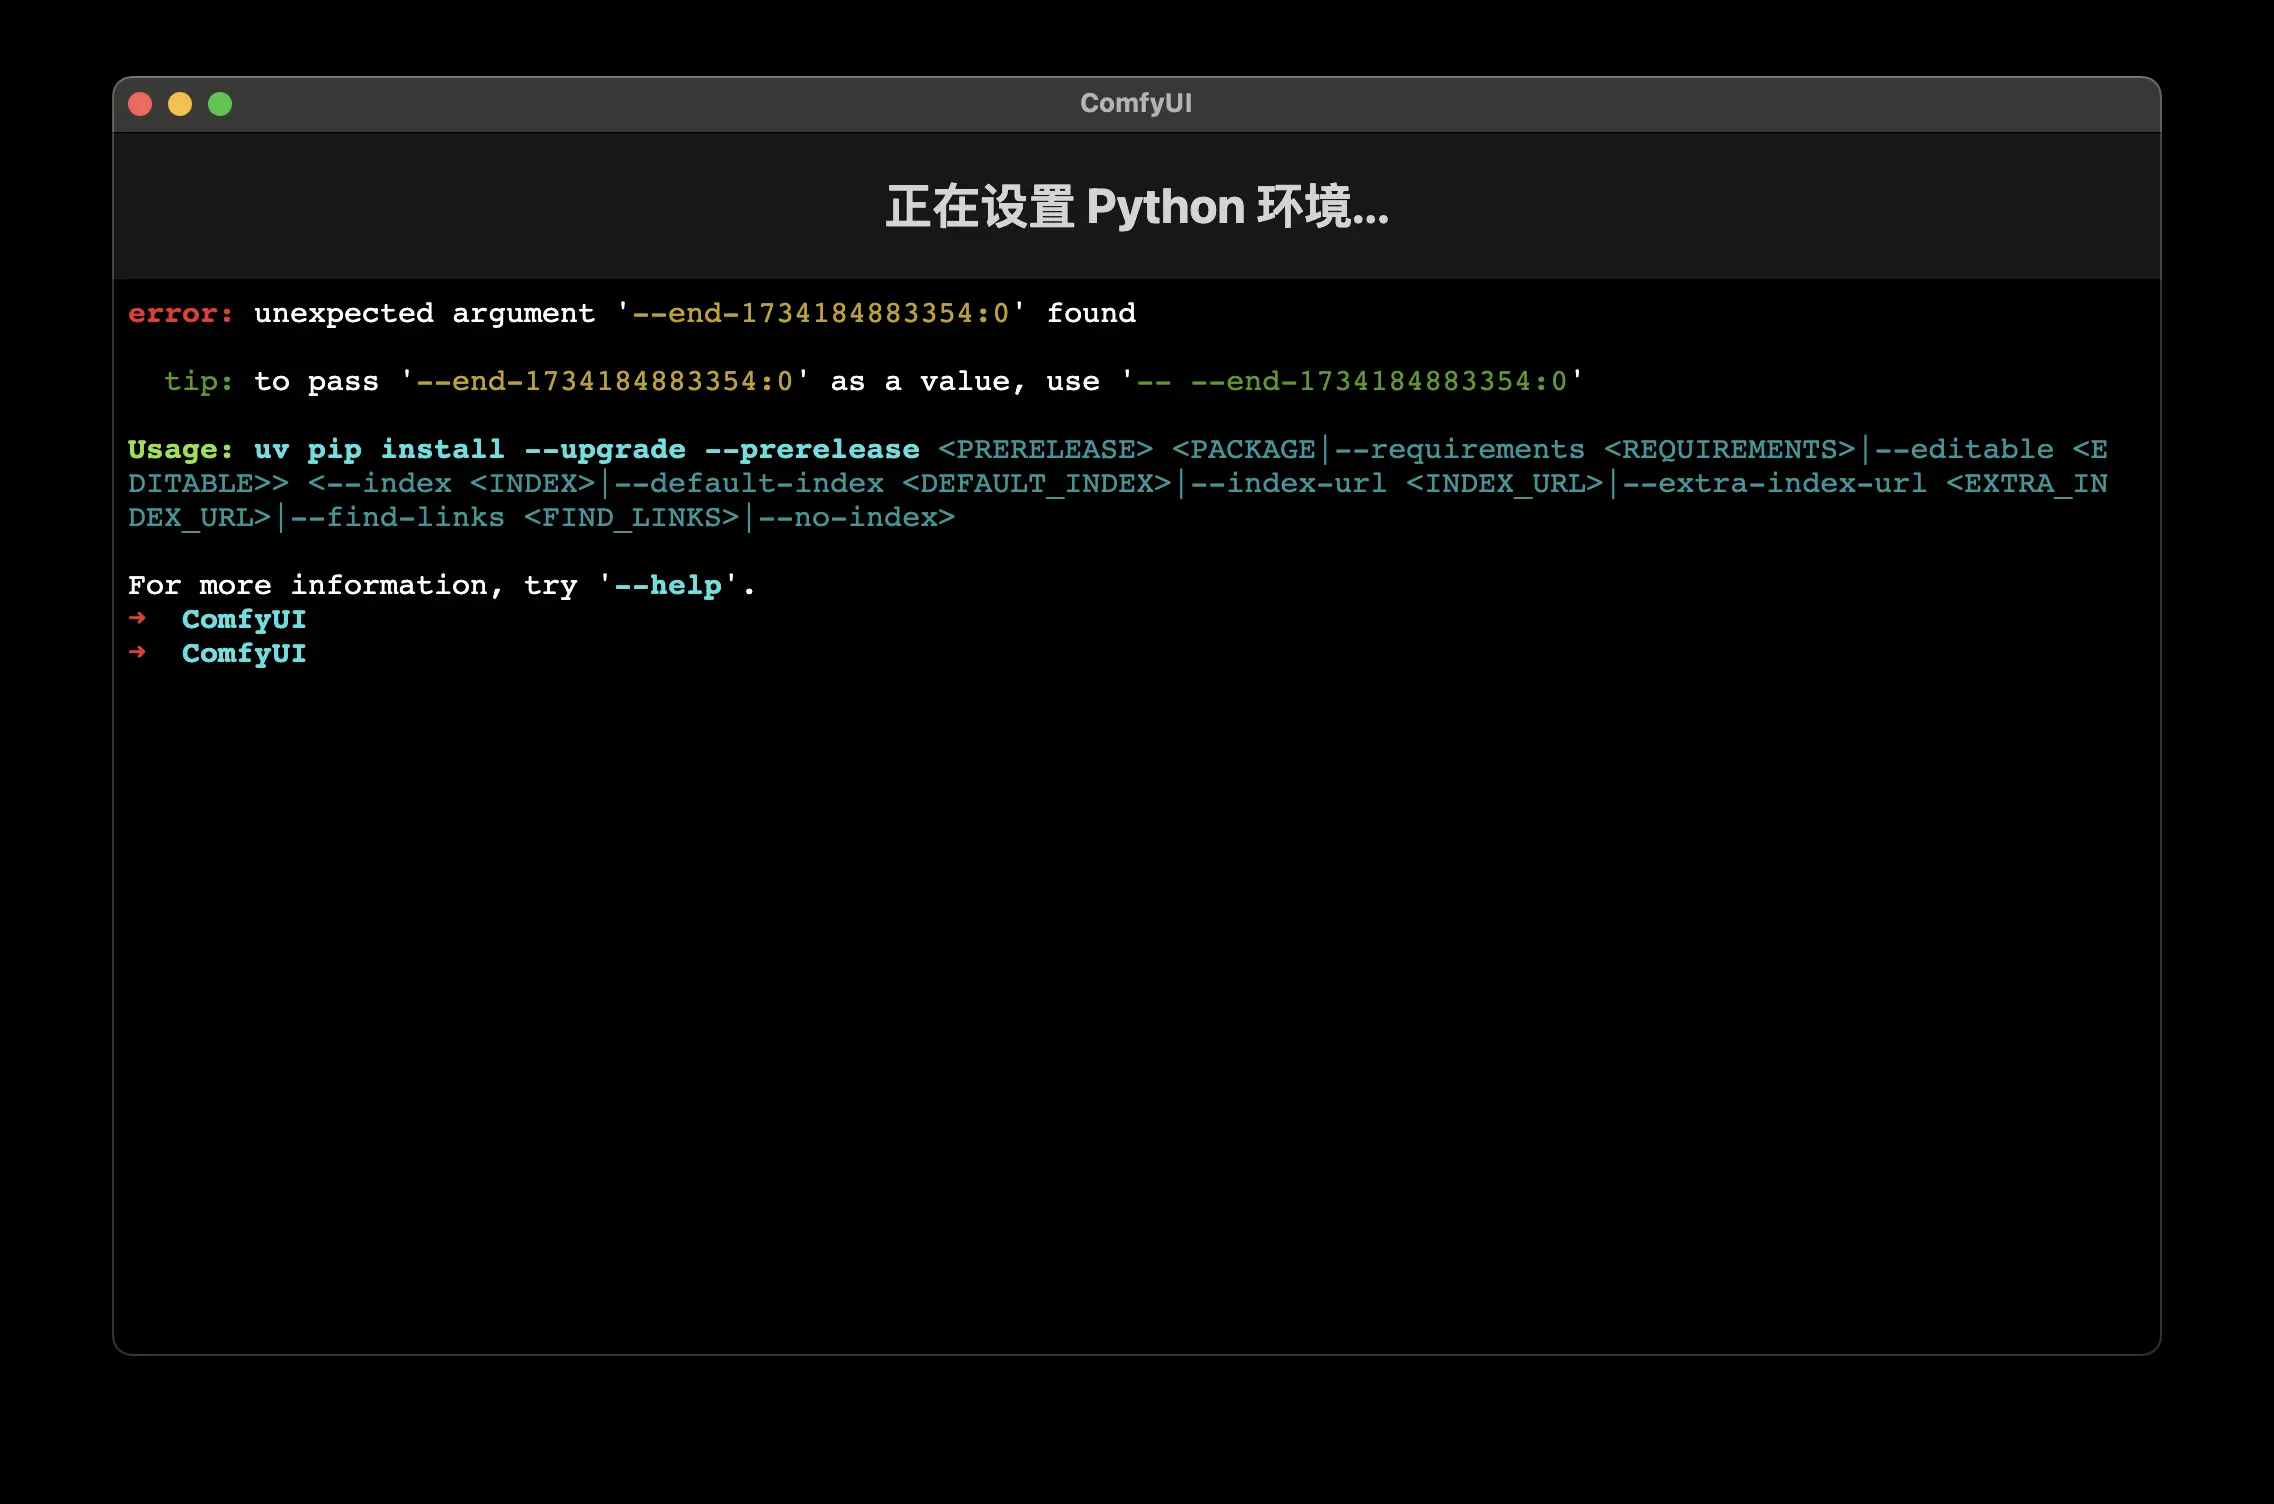 ComfyUI
正在设置 Python 环境...
error: unexpected argument '--end-1734184883354:0' found
tip: to pass '--end-1734184883354:0' as a value, use '-- --end-1734184883354:0'
Usage: uv pip install --upgrade --prerelease <PRERELEASE> <PACKAGE|--requirements <REQUIREMENTS>|--editable <E
DITABLE>> <--index <INDEX>|--default-index <DEFAULT_INDEX>|--index-url <INDEX_URL>|--extra-index-url <EXTRA_IN
DEX_URL>|--find-links <FIND_LINKS>|--no-index>
For more information, try '--help'.
➜  ComfyUI
➜  ComfyUI